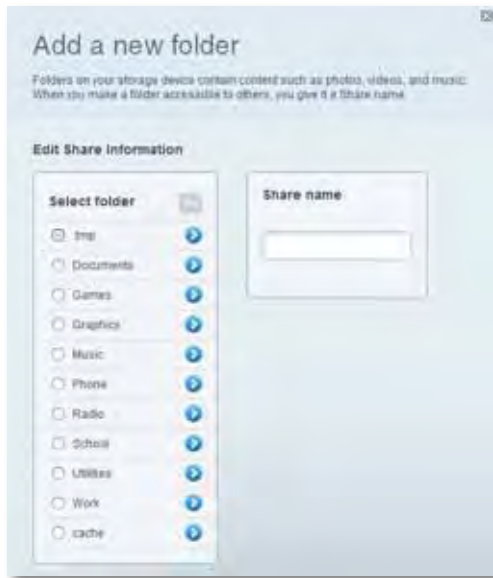 Add a new folder
Folders on your storage device contain content such as photos, videos, and music.
When you make a folder accessible to others, you give it a Share name
Edit Share Information
Select folder
Share name
tmp
Documents
Games
Graphics
Music
Phone
Radio
School
Utilities
Work
cache